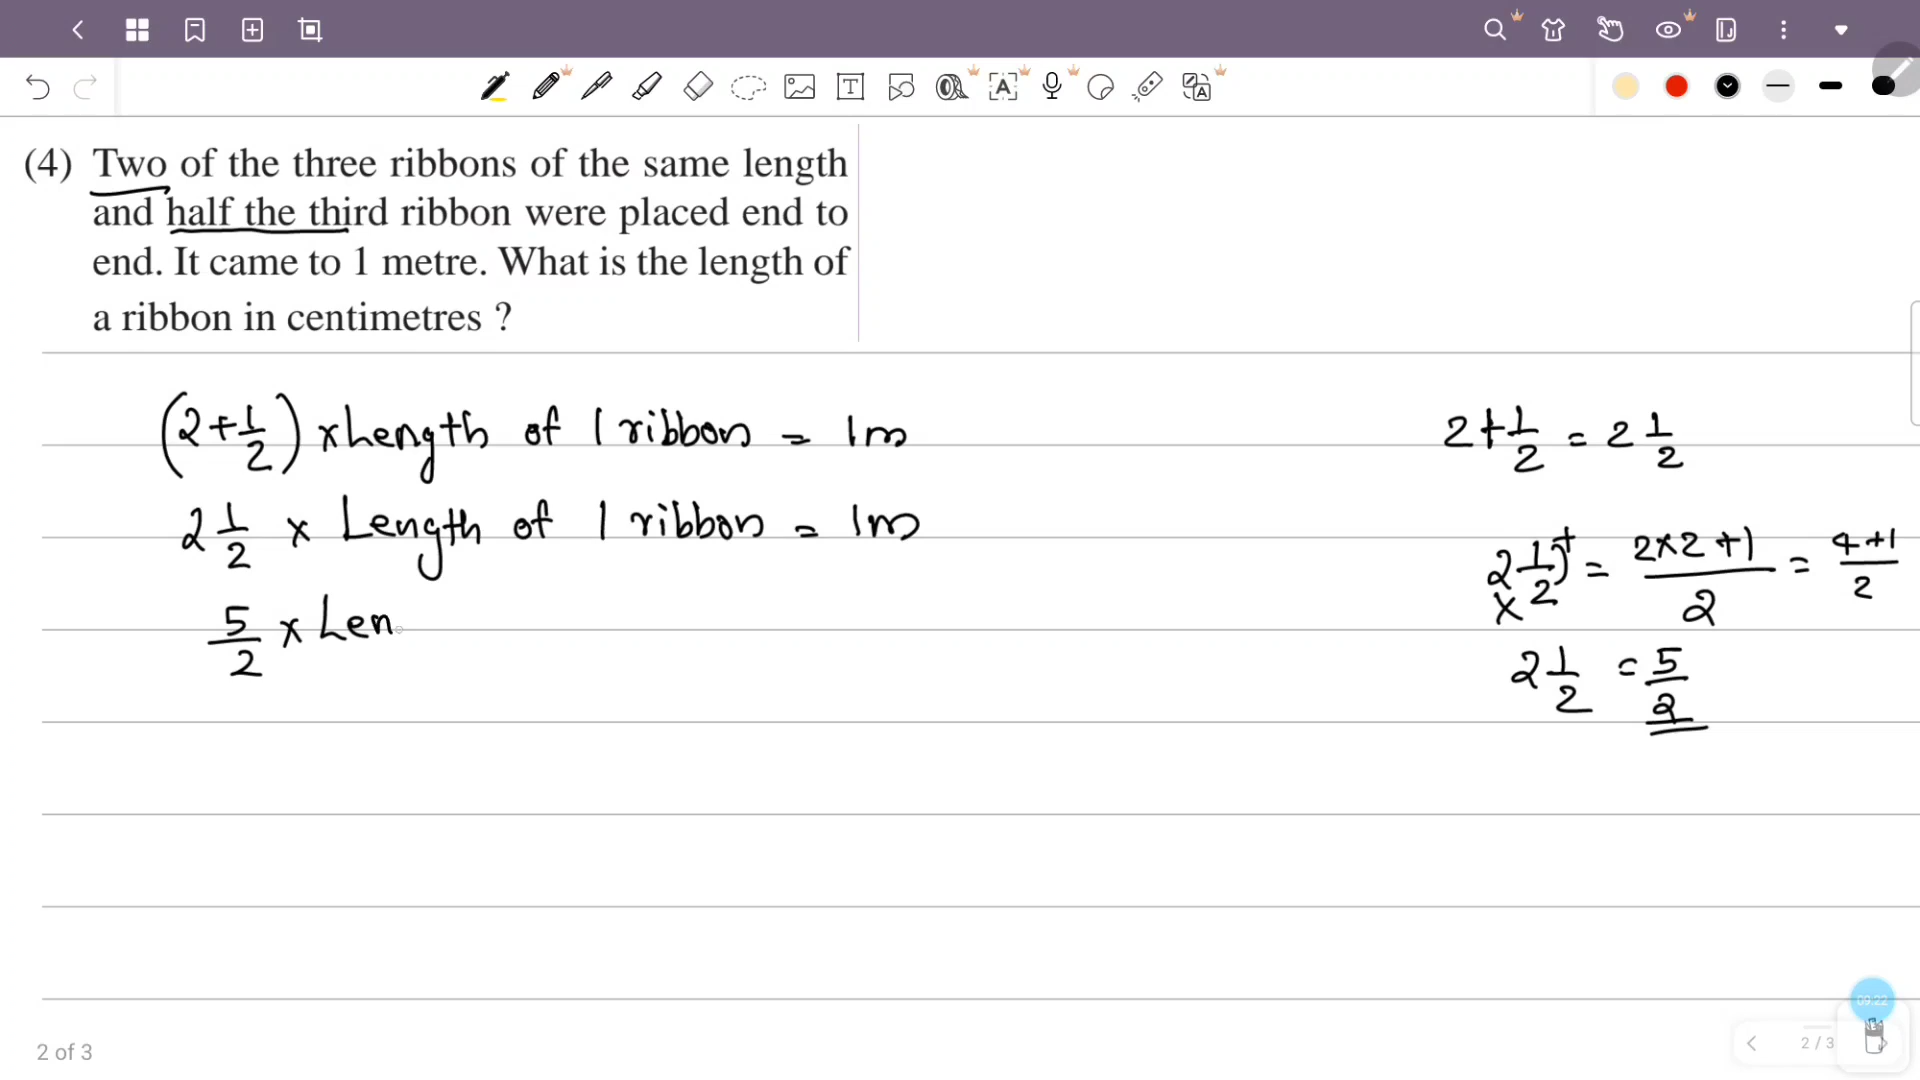 (4) Two of the three ribbons of the same length
and half the third ribbon were placed end to
end. It came to 1 metre. What is the length of
a ribbon in centimetres ?
(2+1/2) x Length of 1 ribbon = 1m
2 1/2 x Length of 1 ribbon = 1m
5/2 x Len
2+1/2 = 2 1/2
2 1/2 = (2x2+1)/2 = (4+1)/2
2 1/2 = 5/2
09:22
2 of 3
2 / 3